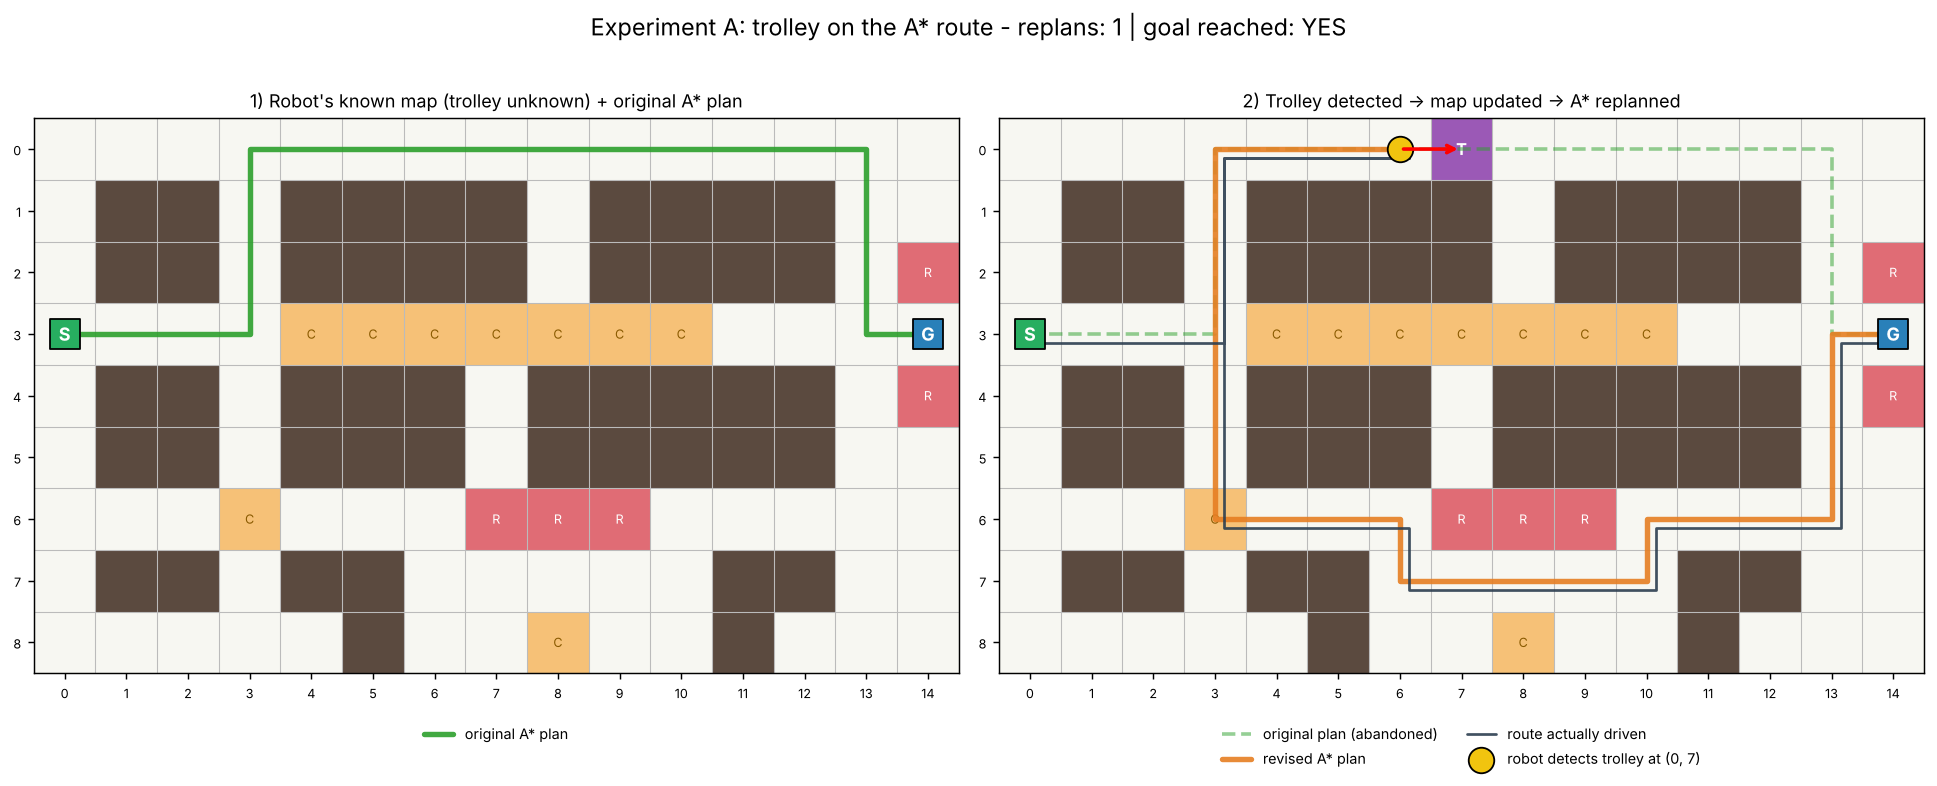 Experiment A: trolley on the A* route - replans: 1 | goal reached: YES
1) Robot's known map (trolley unknown) + original A* plan
0
1
2
R
3
S
C C C C C C C
G
4
R
5
6
C
R R R
7
8
C
0 1 2 3 4 5 6 7 8 9 10 11 12 13 14
original A* plan
2) Trolley detected → map updated → A* replanned
0
T
1
2
R
3
S
C C C C C C C
G
4
R
5
6
C
R R R
7
8
C
0 1 2 3 4 5 6 7 8 9 10 11 12 13 14
original plan (abandoned)
revised A* plan
route actually driven
robot detects trolley at (0, 7)